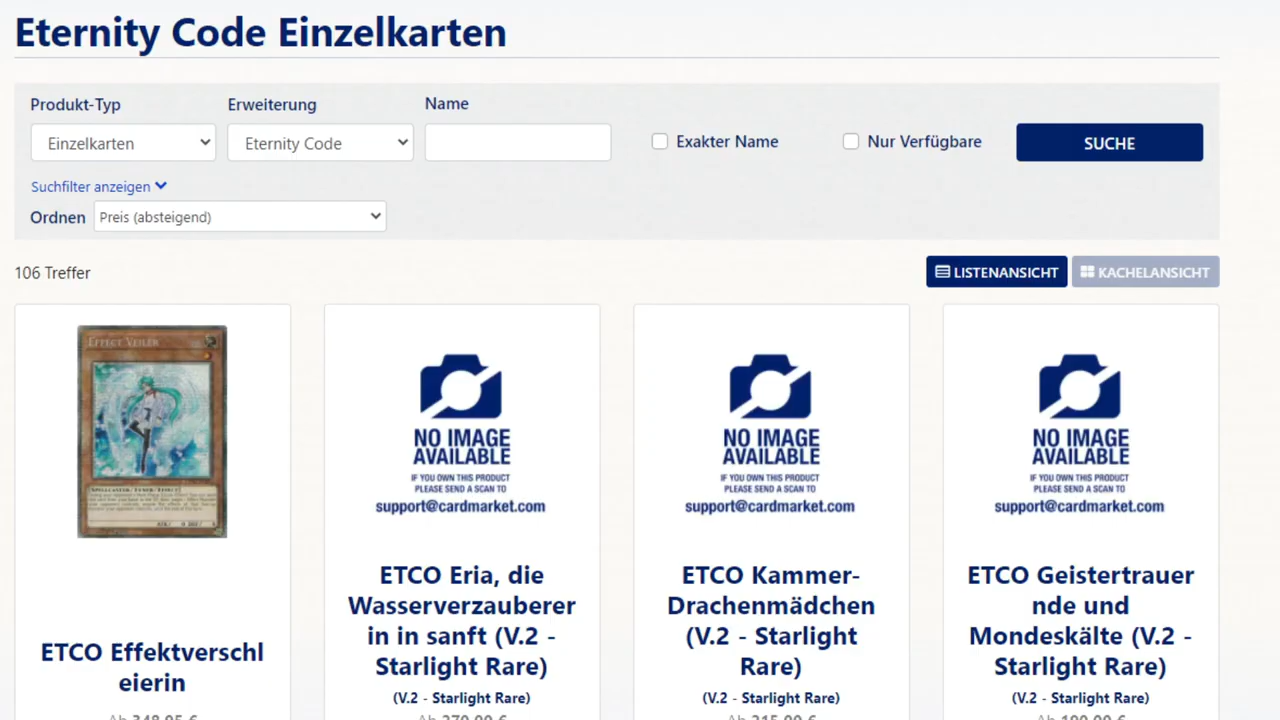 Eternity Code Einzelkarten
Produkt-Typ
Erweiterung
Name
Einzelkarten
Eternity Code
Exakter Name
Nur Verfügbare
SUCHE
Suchfilter anzeigen
Ordnen
Preis (absteigend)
106 Treffer
LISTENANSICHT
KACHELANSICHT
EFFECT VEILER
ETCO Effektverschl
eierin
Ab 348,95 €
NO IMAGE
AVAILABLE
IF YOU OWN THIS PRODUCT
PLEASE SEND A SCAN TO
support@cardmarket.com
ETCO Eria, die
Wasserverzauberer
in in sanft (V.2 -
Starlight Rare)
(V.2 - Starlight Rare)
NO IMAGE
AVAILABLE
IF YOU OWN THIS PRODUCT
PLEASE SEND A SCAN TO
support@cardmarket.com
ETCO Kammer-
Drachenmädchen
(V.2 - Starlight
Rare)
(V.2 - Starlight Rare)
NO IMAGE
AVAILABLE
IF YOU OWN THIS PRODUCT
PLEASE SEND A SCAN TO
support@cardmarket.com
ETCO Geistertrauer
nde und
Mondeskälte (V.2 -
Starlight Rare)
(V.2 - Starlight Rare)